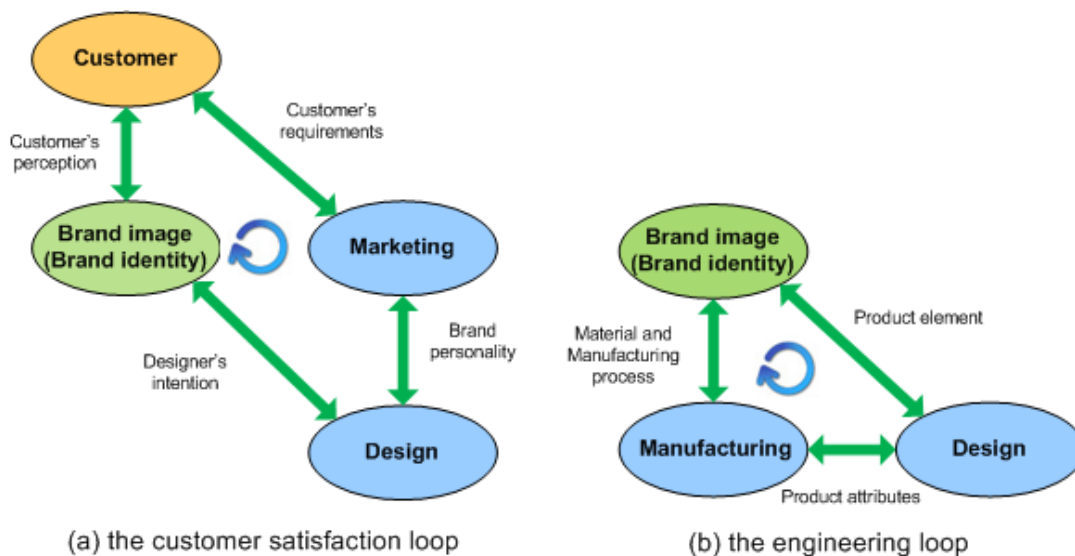 Customer
Customer's
perception
Customer's
requirements
Brand image
(Brand identity)
Marketing
Designer's
intention
Brand
personality
Design
(a) the customer satisfaction loop
Brand image
(Brand identity)
Material and
Manufacturing
process
Product element
Manufacturing
Design
Product attributes
(b) the engineering loop